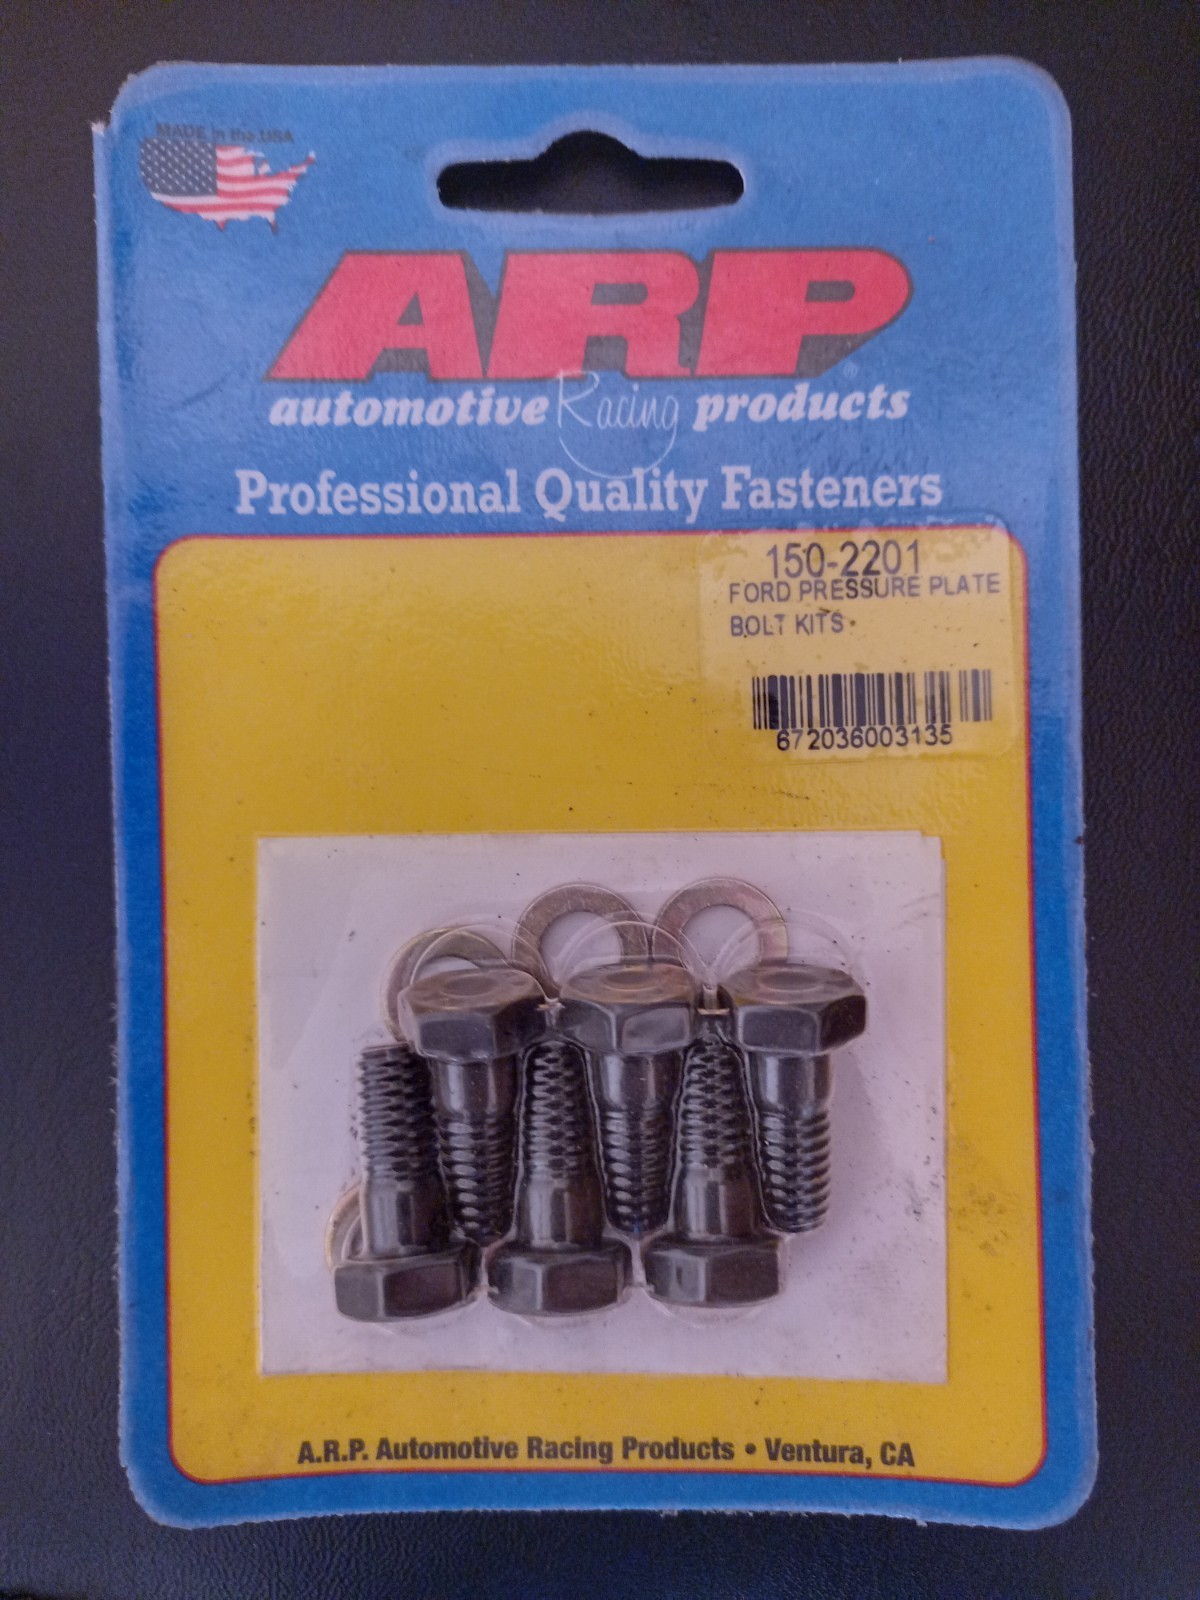 MADE in the USA
ARP®
automotive Racing products
Professional Quality Fasteners
150-2201
FORD PRESSURE PLATE
BOLT KITS
672036003135
A.R.P. Automotive Racing Products • Ventura, CA